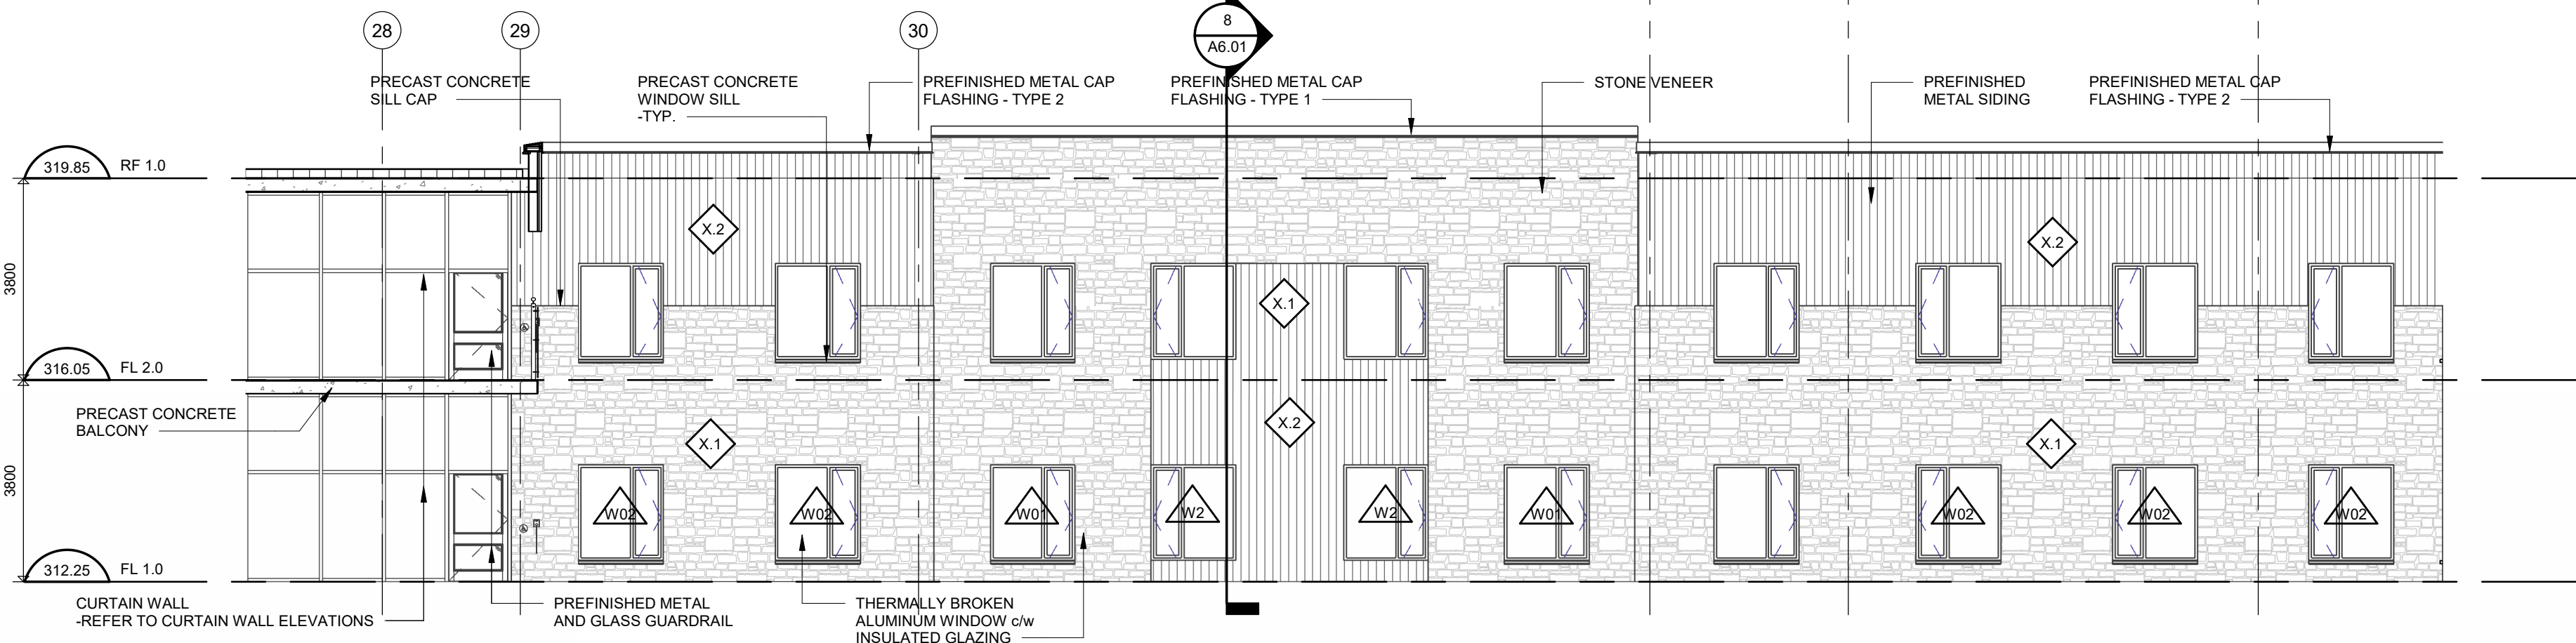 28
29
30
8
A6.01
PRECAST CONCRETE
SILL CAP
PRECAST CONCRETE
WINDOW SILL
-TYP.
PREFINISHED METAL CAP
FLASHING - TYPE 2
PREFINISHED METAL CAP
FLASHING - TYPE 1
STONE VENEER
PREFINISHED
METAL SIDING
PREFINISHED METAL CAP
FLASHING - TYPE 2
319.85 RF 1.0
X.2
X.2
3800
X.1
316.05 FL 2.0
PRECAST CONCRETE
BALCONY
X.1
X.2
X.1
3800
W02
W02
W01
W2
W2
W01
W02
W02
W02
312.25 FL 1.0
CURTAIN WALL
-REFER TO CURTAIN WALL ELEVATIONS
PREFINISHED METAL
AND GLASS GUARDRAIL
THERMALLY BROKEN
ALUMINUM WINDOW c/w
INSULATED GLAZING